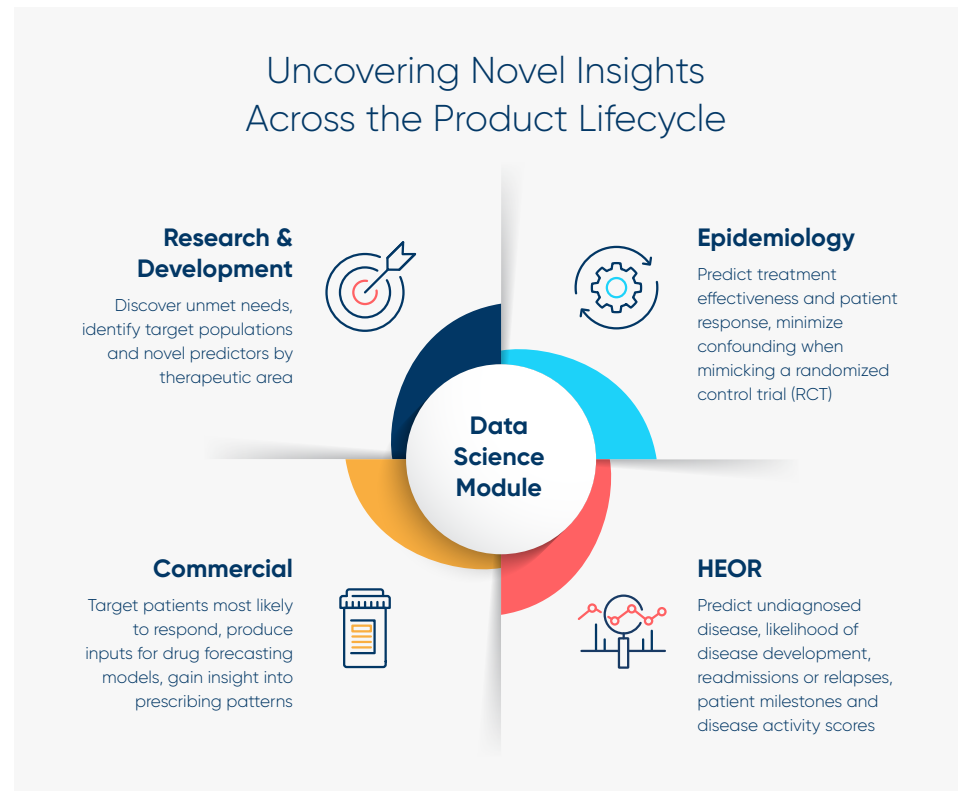 Uncovering Novel Insights
Across the Product Lifecycle
Research &
Development
Discover unmet needs,
identify target populations
and novel predictors by
therapeutic area
Epidemiology
Predict treatment
effectiveness and patient
response, minimize
confounding when
mimicking a randomized
control trial (RCT)
Data
Science
Module
Commercial
Target patients most likely
to respond, produce
inputs for drug forecasting
models, gain insight into
prescribing patterns
HEOR
Predict undiagnosed
disease, likelihood of
disease development,
readmissions or relapses,
patient milestones and
disease activity scores